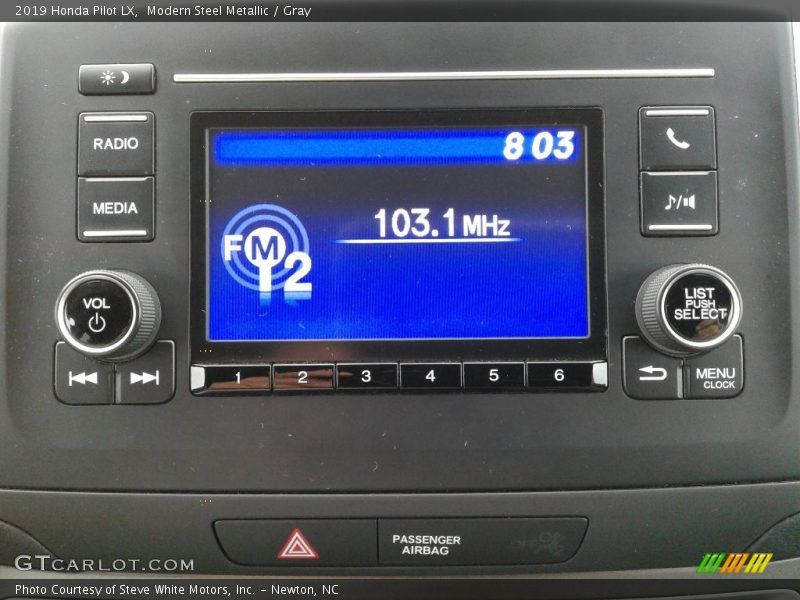 2019 Honda Pilot LX,  Modern Steel Metallic / Gray
RADIO
MEDIA
8 03
103.1 MHz
FM 2
VOL
LIST
PUSH
SELECT
1 2 3 4 5 6
MENU
CLOCK
PASSENGER
AIRBAG
GTCARLOT.COM
Photo Courtesy of Steve White Motors, Inc. - Newton, NC